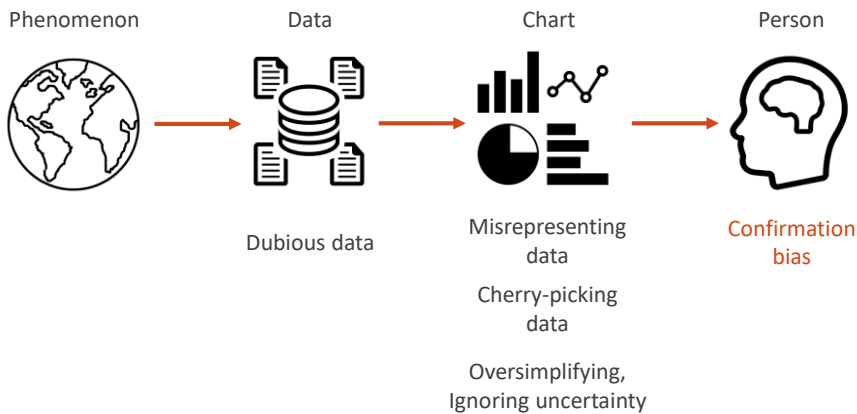 Phenomenon
Data
Chart
Person
Dubious data
Misrepresenting
data
Cherry-picking
data
Oversimplifying,
Ignoring uncertainty
Confirmation
bias